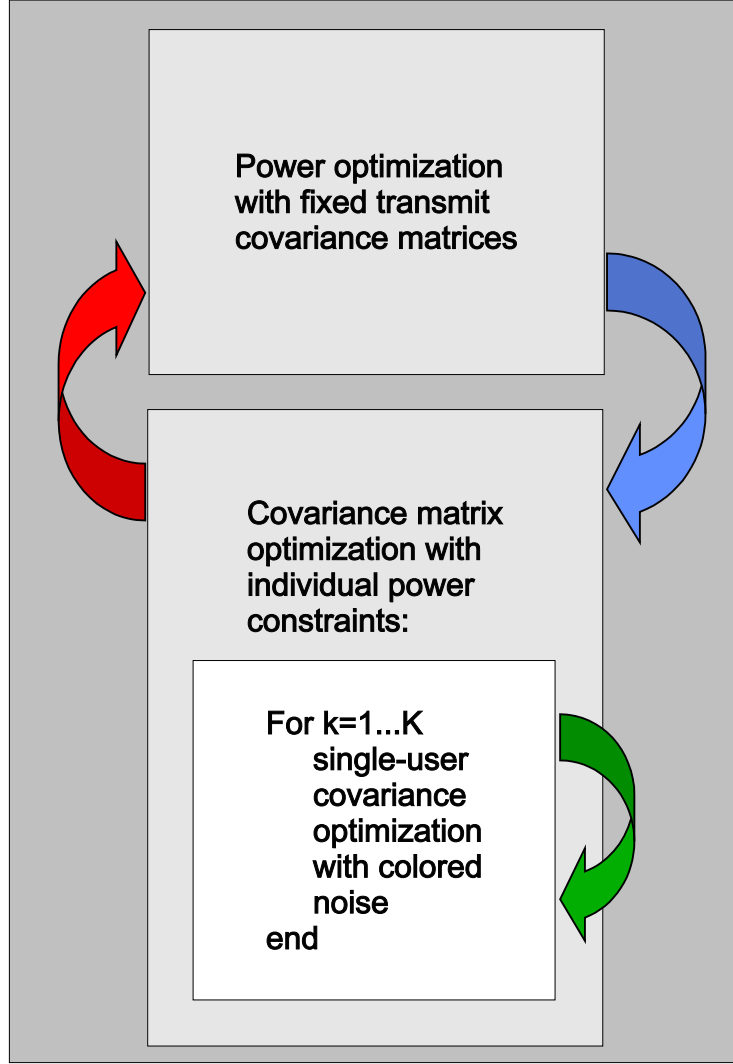 Power optimization
with fixed transmit
covariance matrices
Covariance matrix
optimization with
individual power
constraints:
For k=1...K
single-user
covariance
optimization
with colored
noise
end